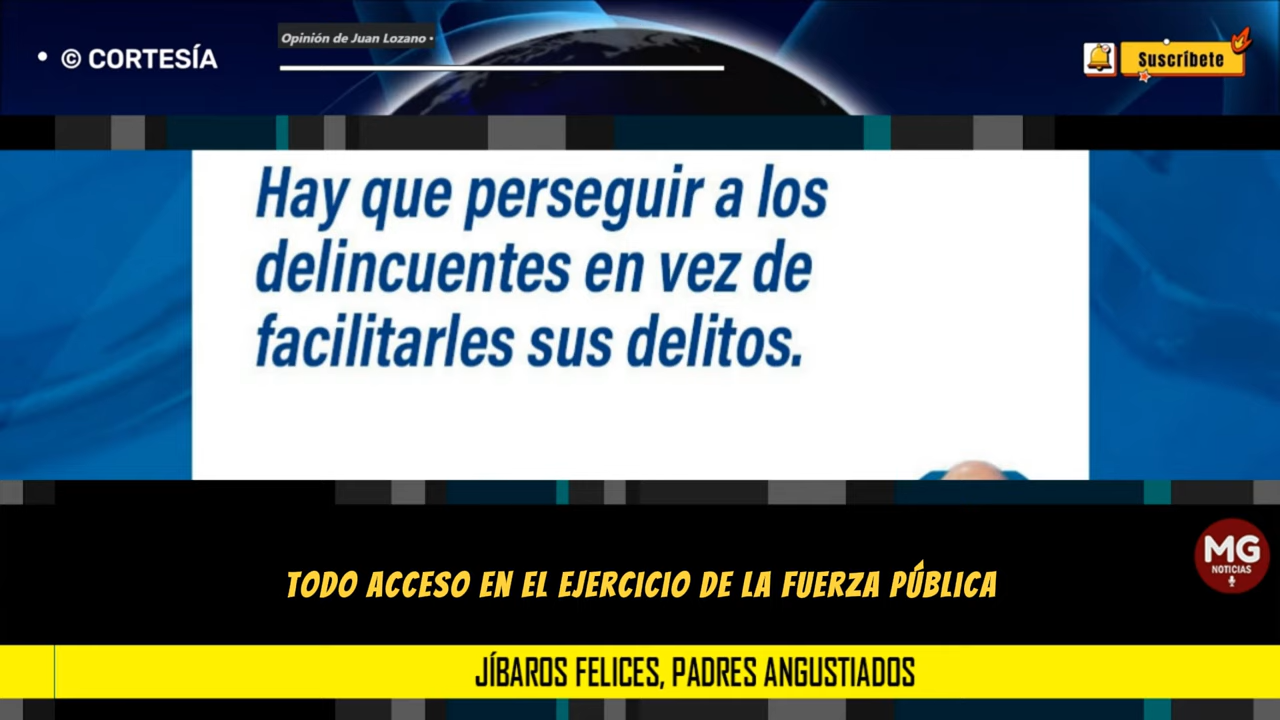 Opinión de Juan Lozano •
• © CORTESÍA
Suscríbete
Hay que perseguir a los
delincuentes en vez de
facilitarles sus delitos.
MG
NOTICIAS
TODO ACCESO EN EL EJERCICIO DE LA FUERZA PÚBLICA
JÍBAROS FELICES, PADRES ANGUSTIADOS